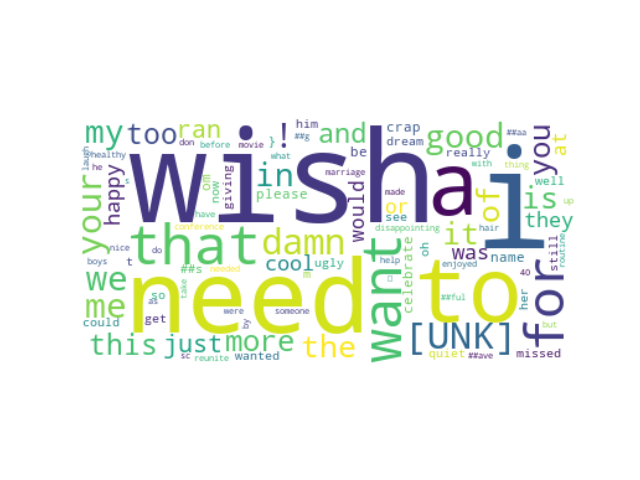 my
too
ran
!
and
him
##g
crap
dream
good
##aa
you
at
before
movie
}
don
healthy
he
laugh
wish
a
i
your
happy
s
om
now
giving
in
what
marriage
please
be
would
really
with
thing
well
up
made
or
see
of
is
it
they
have
conference
that
damn
disappointing
was
hair
oh
name
still
routine
for
nice
boys
t
do
we
me
##s
needed
cool
ugly
m
help
want
celebrate
enjoyed
need
to
##ful
40
her
so
as
take
could
get
were
by
someone
[UNK]
but
this
just
more
the
sc
reunite
wanted
quiet
##ave
missed